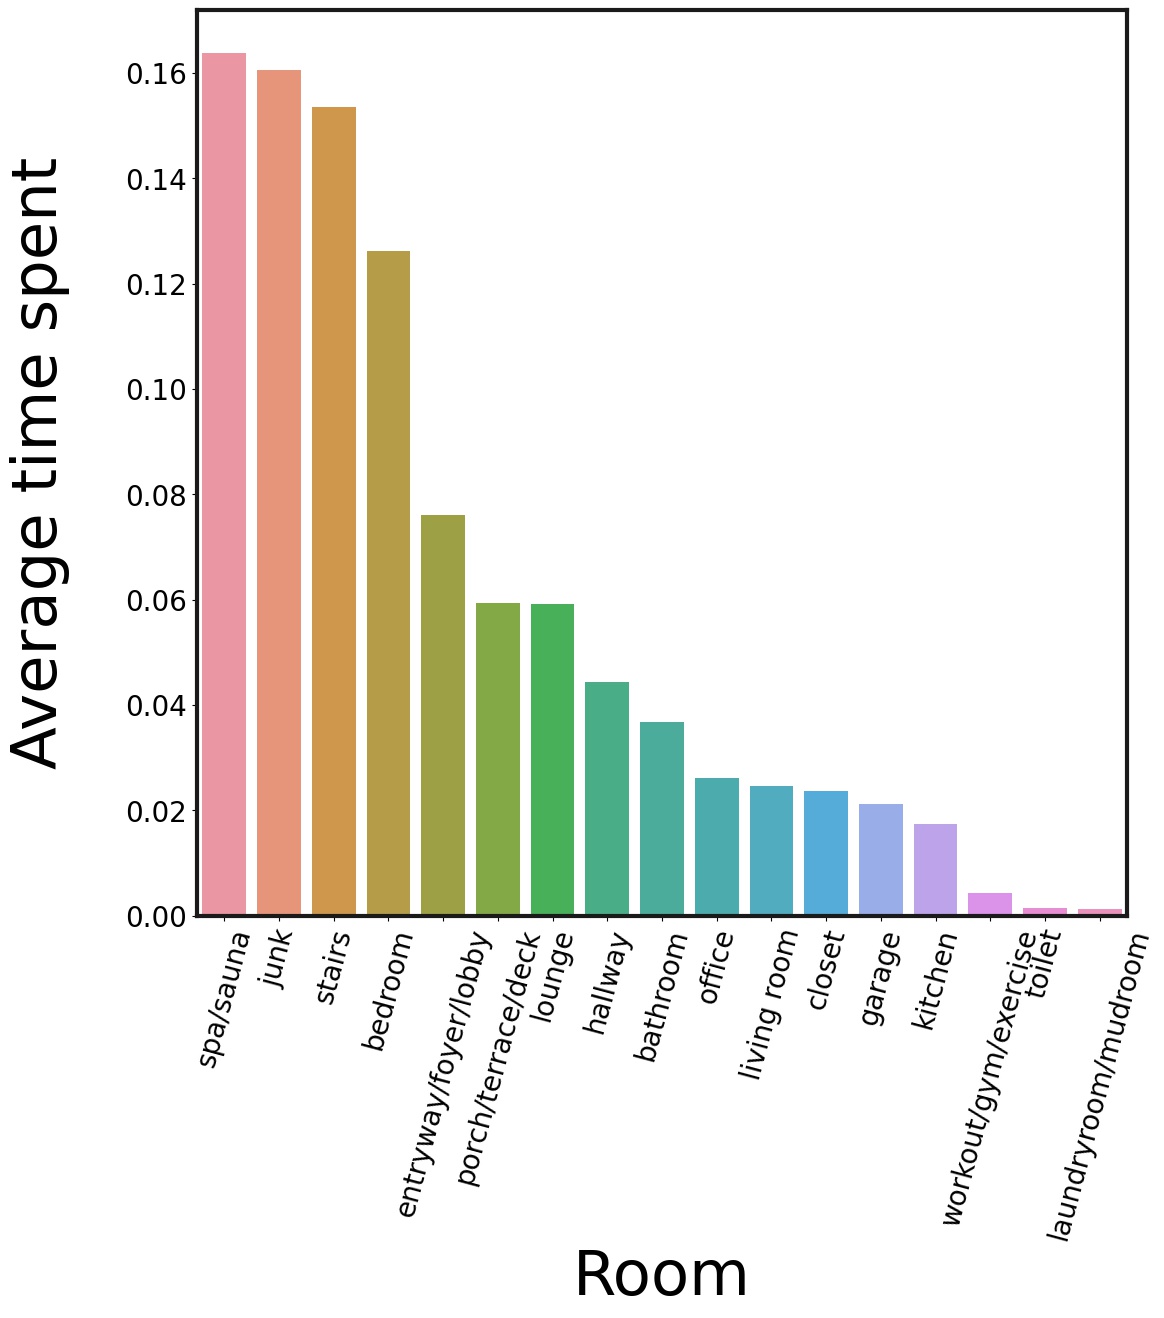 Average time spent
0.16
0.14
0.12
0.10
0.08
0.06
0.04
0.02
0.00
spa/sauna
junk
stairs
bedroom
entryway/foyer/lobby
porch/terrace/deck
lounge
hallway
bathroom
office
living room
closet
garage
kitchen
workout/gym/exercise
toilet
laundryroom/mudroom
Room